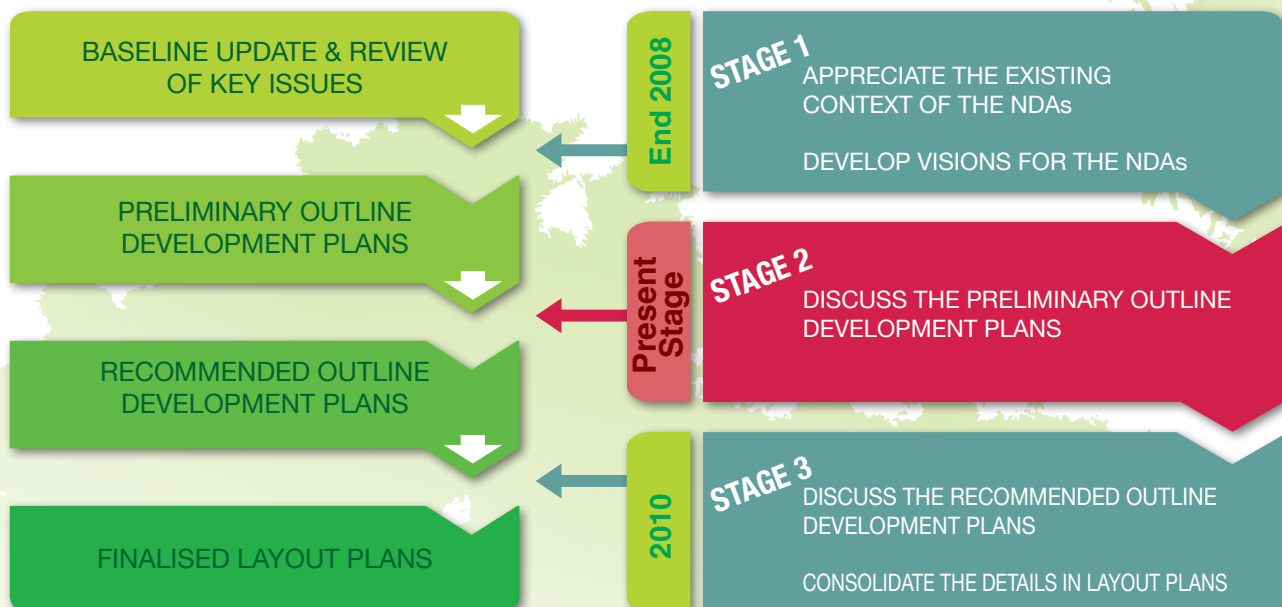 BASELINE UPDATE & REVIEW
OF KEY ISSUES
PRELIMINARY OUTLINE
DEVELOPMENT PLANS
RECOMMENDED OUTLINE
DEVELOPMENT PLANS
FINALISED LAYOUT PLANS
End 2008
STAGE 1
APPRECIATE THE EXISTING
CONTEXT OF THE NDAs
DEVELOP VISIONS FOR THE NDAs
Present
Stage
STAGE 2
DISCUSS THE PRELIMINARY OUTLINE
DEVELOPMENT PLANS
2010
STAGE 3
DISCUSS THE RECOMMENDED OUTLINE
DEVELOPMENT PLANS
CONSOLIDATE THE DETAILS IN LAYOUT PLANS